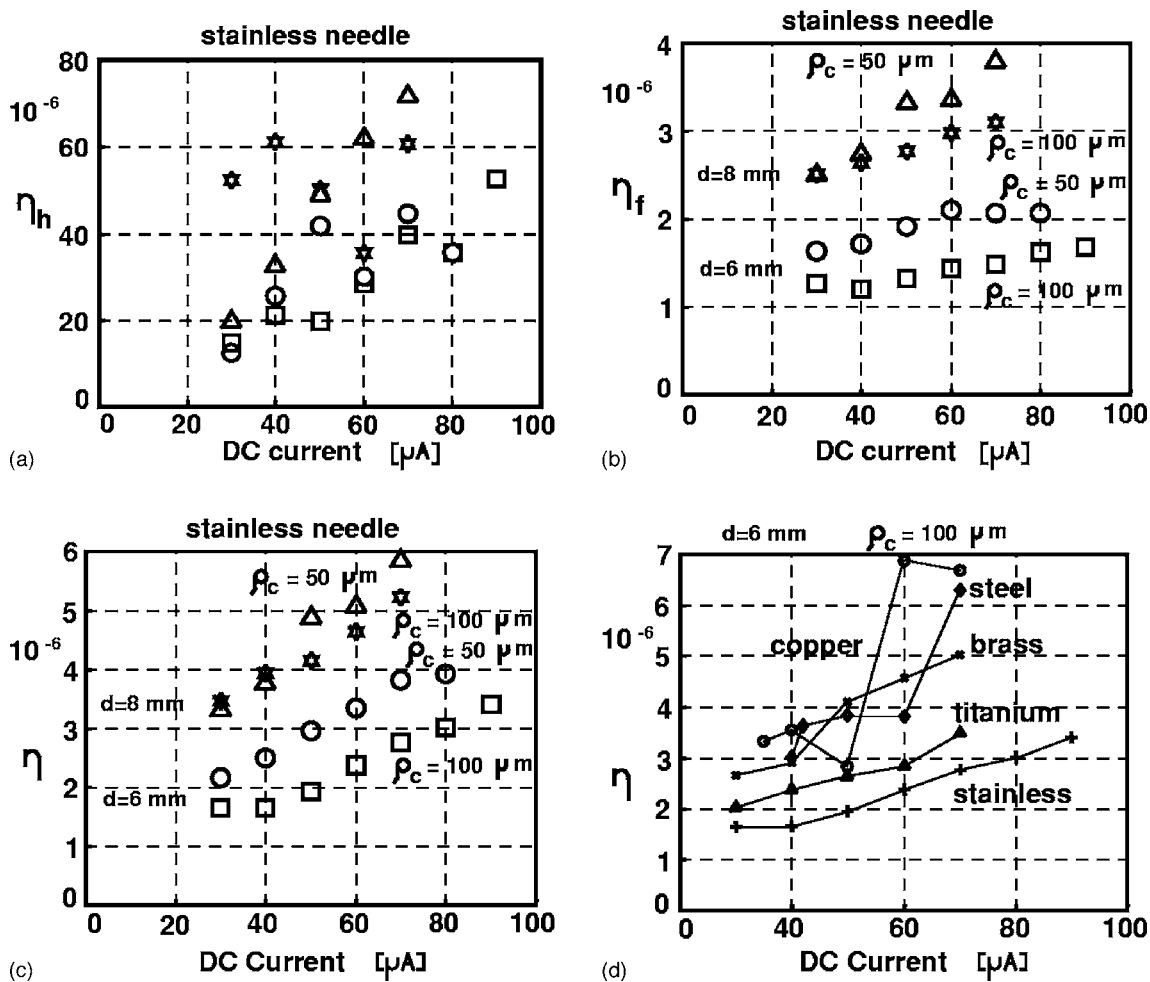 stainless needle
80
10 -6
60
ηh
40
20
0
20 40 60 80 100
DC current [µA]
(a)
stainless needle
4
ρc = 50 µm
10 -6
3
ρc = 100 µm
d=8 mm
ρc = 50 µm
ηf
2
d=6 mm
ρc = 100 µm
1
0
0 20 40 60 80 100
DC current [µA]
(b)
stainless needle
6
ρc = 50 µm
5
ρc = 100 µm
10 -6
ρc = 50 µm
4
d=8 mm
3
η
ρc = 100 µm
2
d=6 mm
1
0
0 20 40 60 80 100
DC Current [µA]
(c)
d=6 mm ρc = 100 µm
7
steel
6
10 -6
copper brass
5
4
titanium
3
η
stainless
2
1
0
0 20 40 60 80 100
DC Current [µA]
(d)